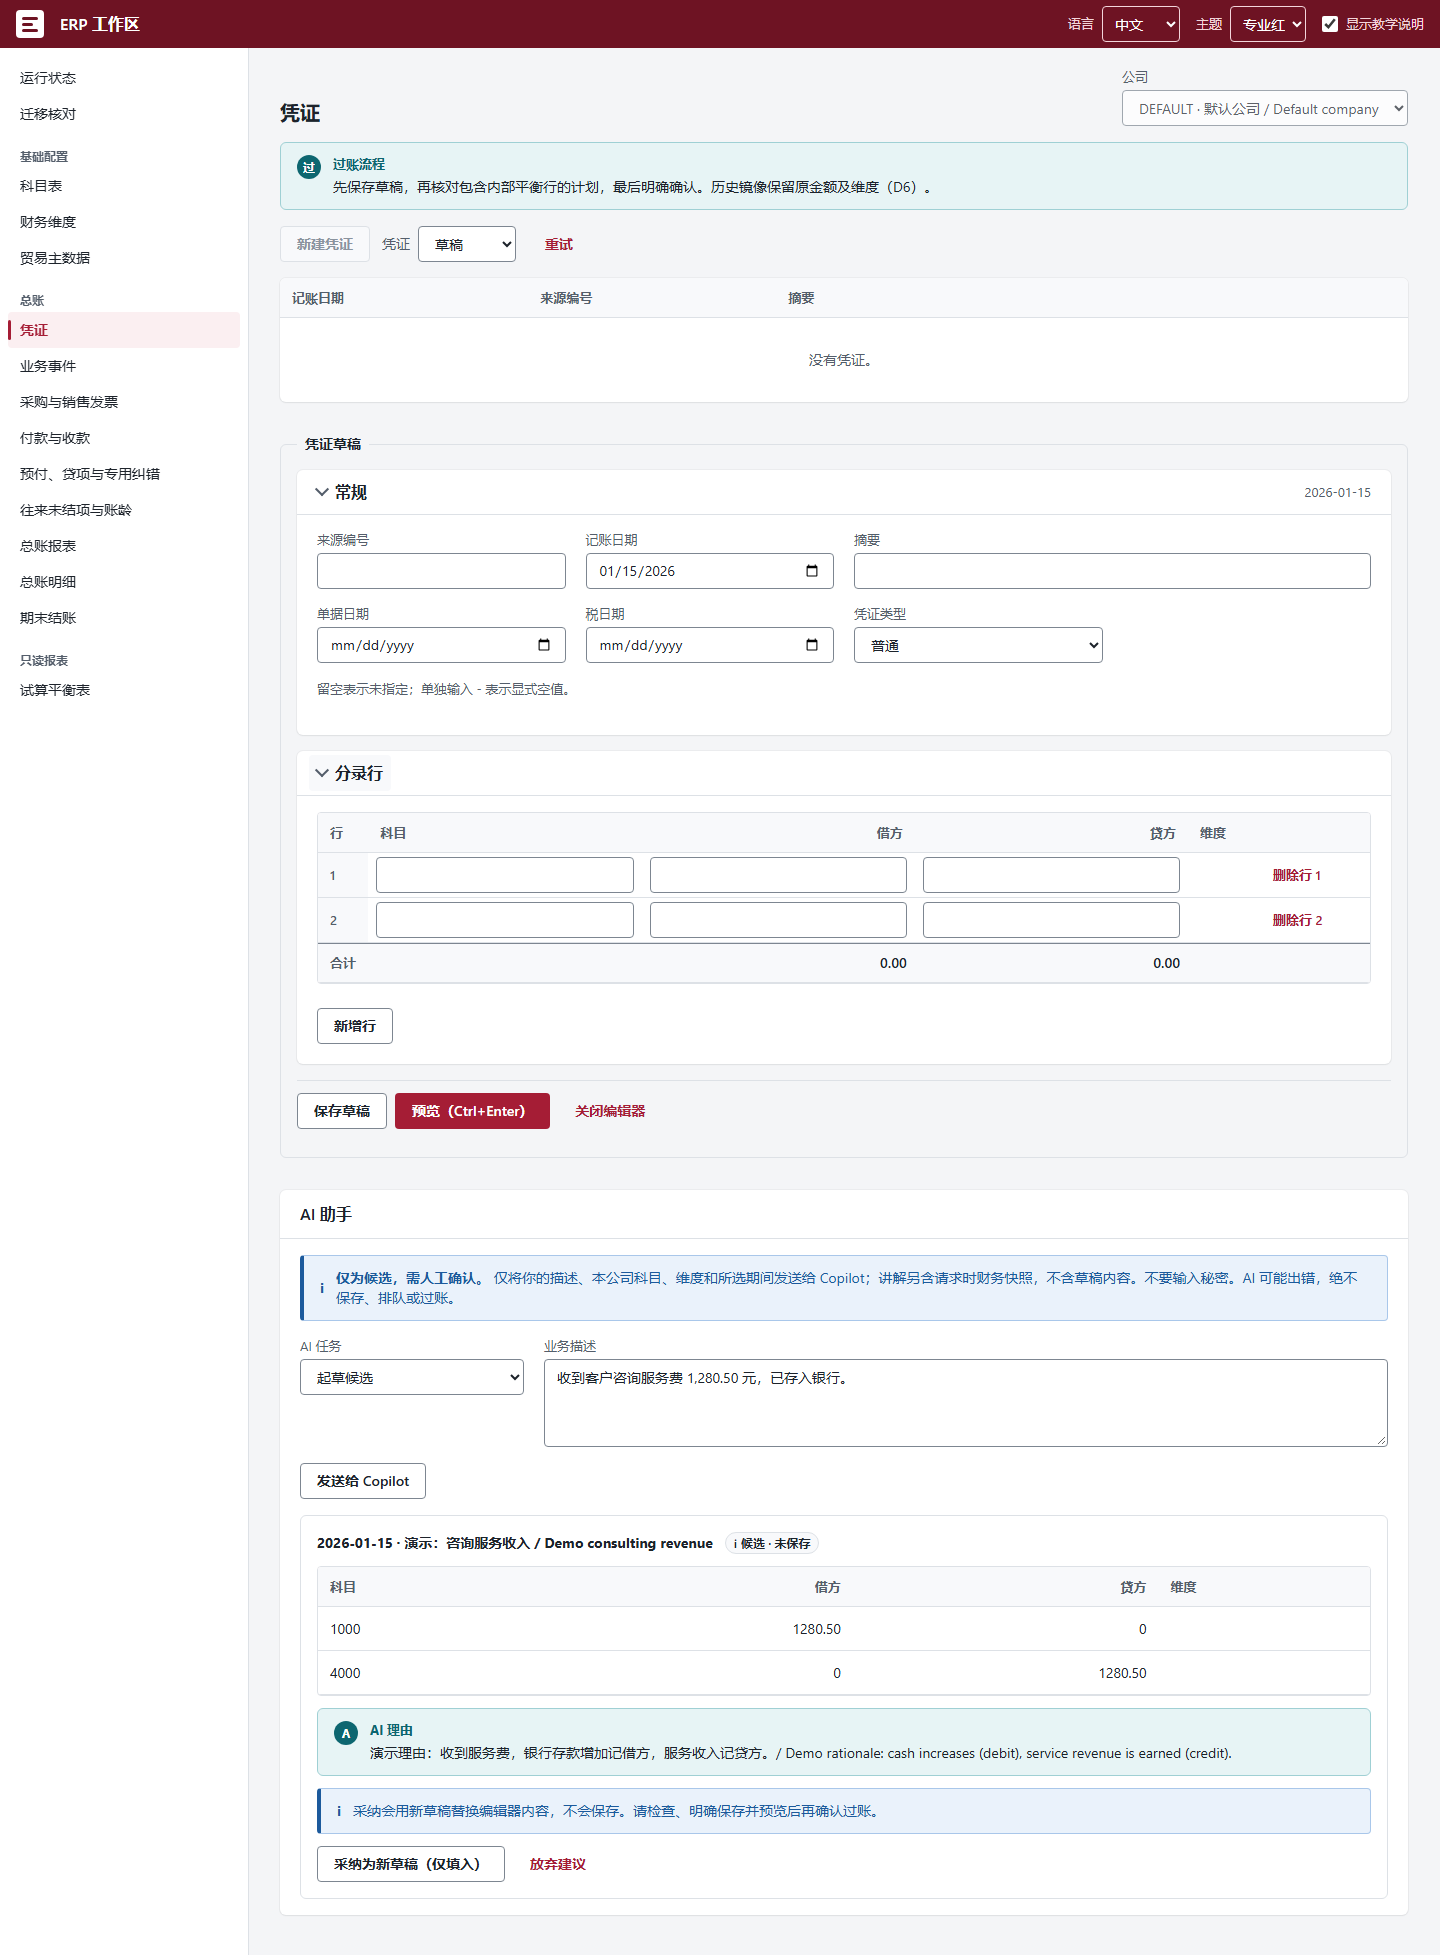 ERP 工作区
语言 中文 主题 专业红 显示教学说明
运行状态
迁移核对
基础配置
科目表
财务维度
贸易主数据
总账
凭证
业务事件
采购与销售发票
付款与收款
预付、贷项与专用纠错
往来未结项与账龄
总账报表
总账明细
期末结账
只读报表
试算平衡表
公司
凭证
DEFAULT · 默认公司 / Default company
过 过账流程
先保存草稿，再核对包含内部平衡行的计划，最后明确确认。历史镜像保留原金额及维度（D6）。
新建凭证 凭证 草稿 重试
记账日期 来源编号 摘要
没有凭证。
凭证草稿
常规 2026-01-15
来源编号 记账日期 摘要
01/15/2026
单据日期 税日期 凭证类型
mm/dd/yyyy mm/dd/yyyy 普通
留空表示未指定；单独输入 - 表示显式空值。
分录行
行 科目 借方 贷方 维度
1 删除行 1
2 删除行 2
合计 0.00 0.00
新增行
保存草稿 预览（Ctrl+Enter） 关闭编辑器
AI 助手
i 仅为候选，需人工确认。 仅将你的描述、本公司科目、维度和所选期间发送给 Copilot；讲解另含请求时财务快照，不含草稿内容。不要输入秘密。AI 可能出错，绝不
保存、排队或过账。
AI 任务 业务描述
起草候选 收到客户咨询服务费 1,280.50 元，已存入银行。
发送给 Copilot
2026-01-15 · 演示：咨询服务收入 / Demo consulting revenue i 候选 · 未保存
科目 借方 贷方 维度
1000 1280.50 0
4000 0 1280.50
A AI 理由
演示理由：收到服务费，银行存款增加记借方，服务收入记贷方。/ Demo rationale: cash increases (debit), service revenue is earned (credit).
i 采纳会用新草稿替换编辑器内容，不会保存。请检查、明确保存并预览后再确认过账。
采纳为新草稿（仅填入） 放弃建议